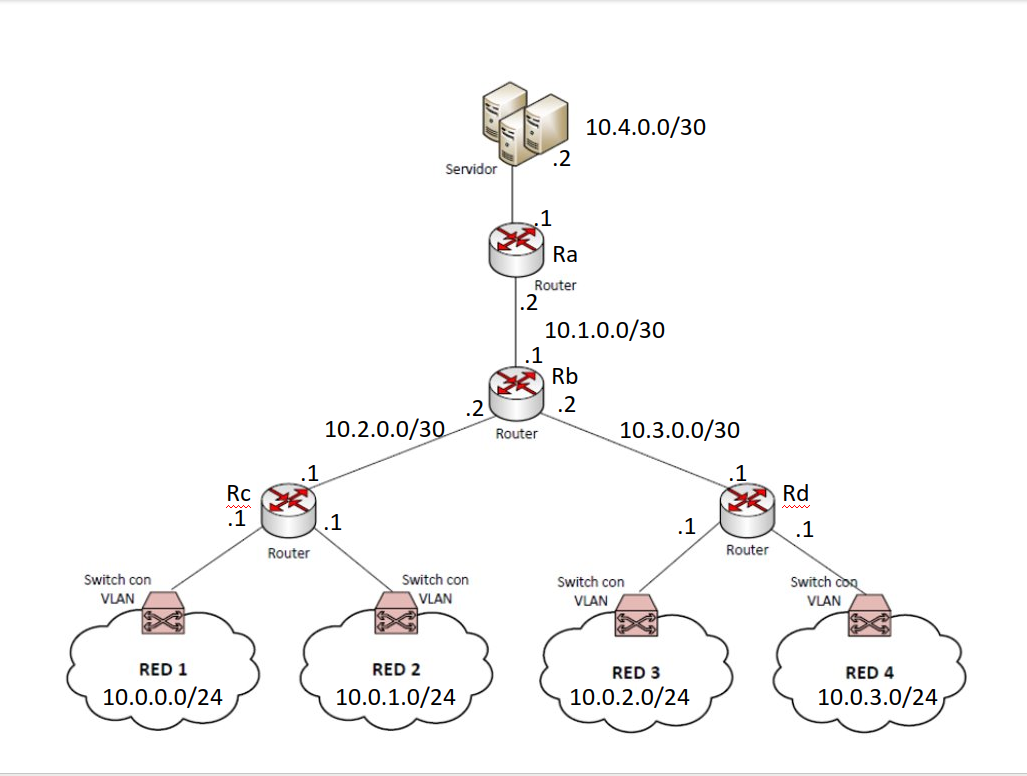 10.4.0.0/30
.2
Servidor
.1
Ra
Router
.2
10.1.0.0/30
.1
Rb
.2
.2
10.2.0.0/30
Router
10.3.0.0/30
.1
.1
Rc
Rd
.1
.1
.1
.1
Router
Router
Switch con
VLAN
Switch con
VLAN
Switch con
VLAN
Switch con
VLAN
RED 1
10.0.0.0/24
RED 2
10.0.1.0/24
RED 3
10.0.2.0/24
RED 4
10.0.3.0/24